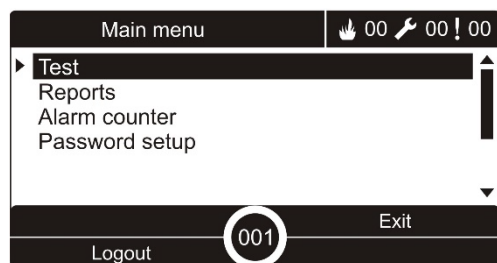 Main menu 00 00 ! 00
Test
Reports
Alarm counter
Password setup
Exit
001
Logout